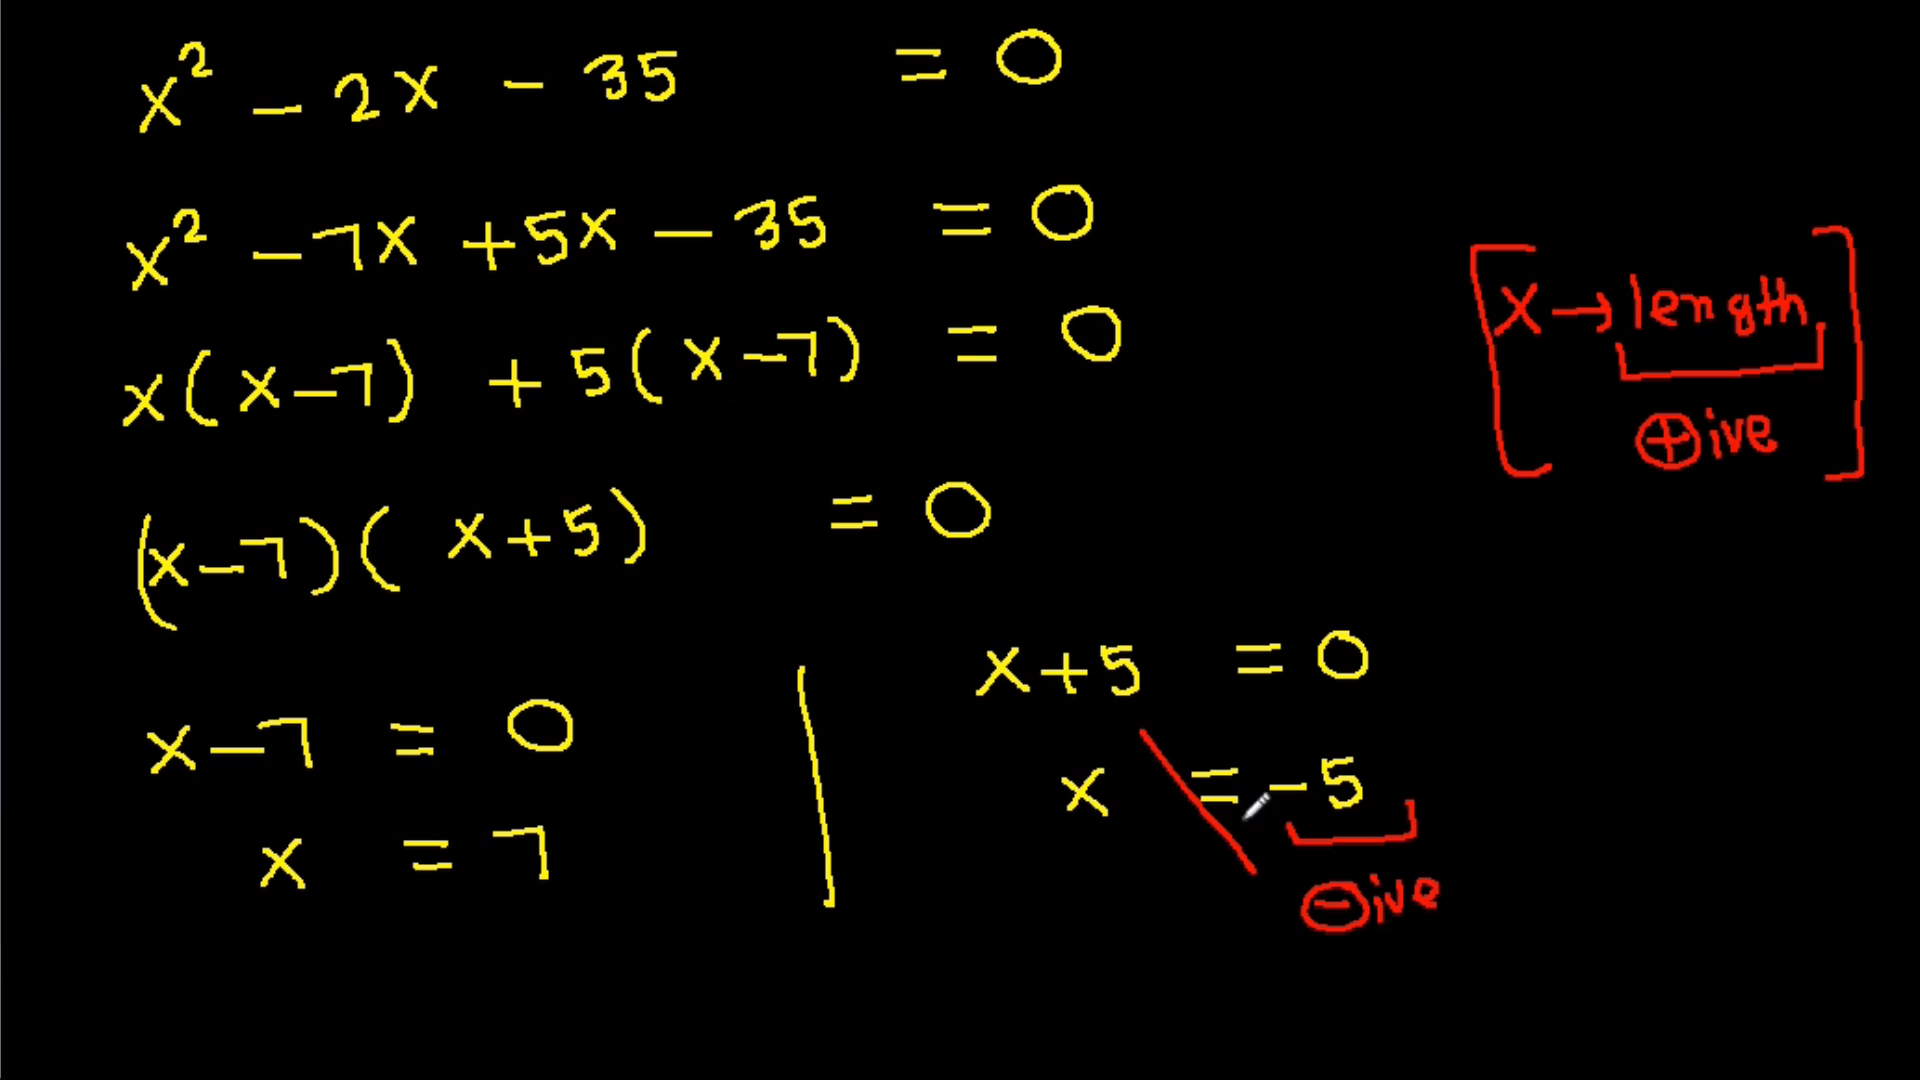 x² - 2x - 35 = 0
x² - 7x + 5x - 35 = 0
x(x-7) + 5(x-7) = 0
(x-7)(x+5) = 0
x-7 = 0
x = 7
x+5 = 0
x = -5
⊖ive
[x → length]
⊕ive